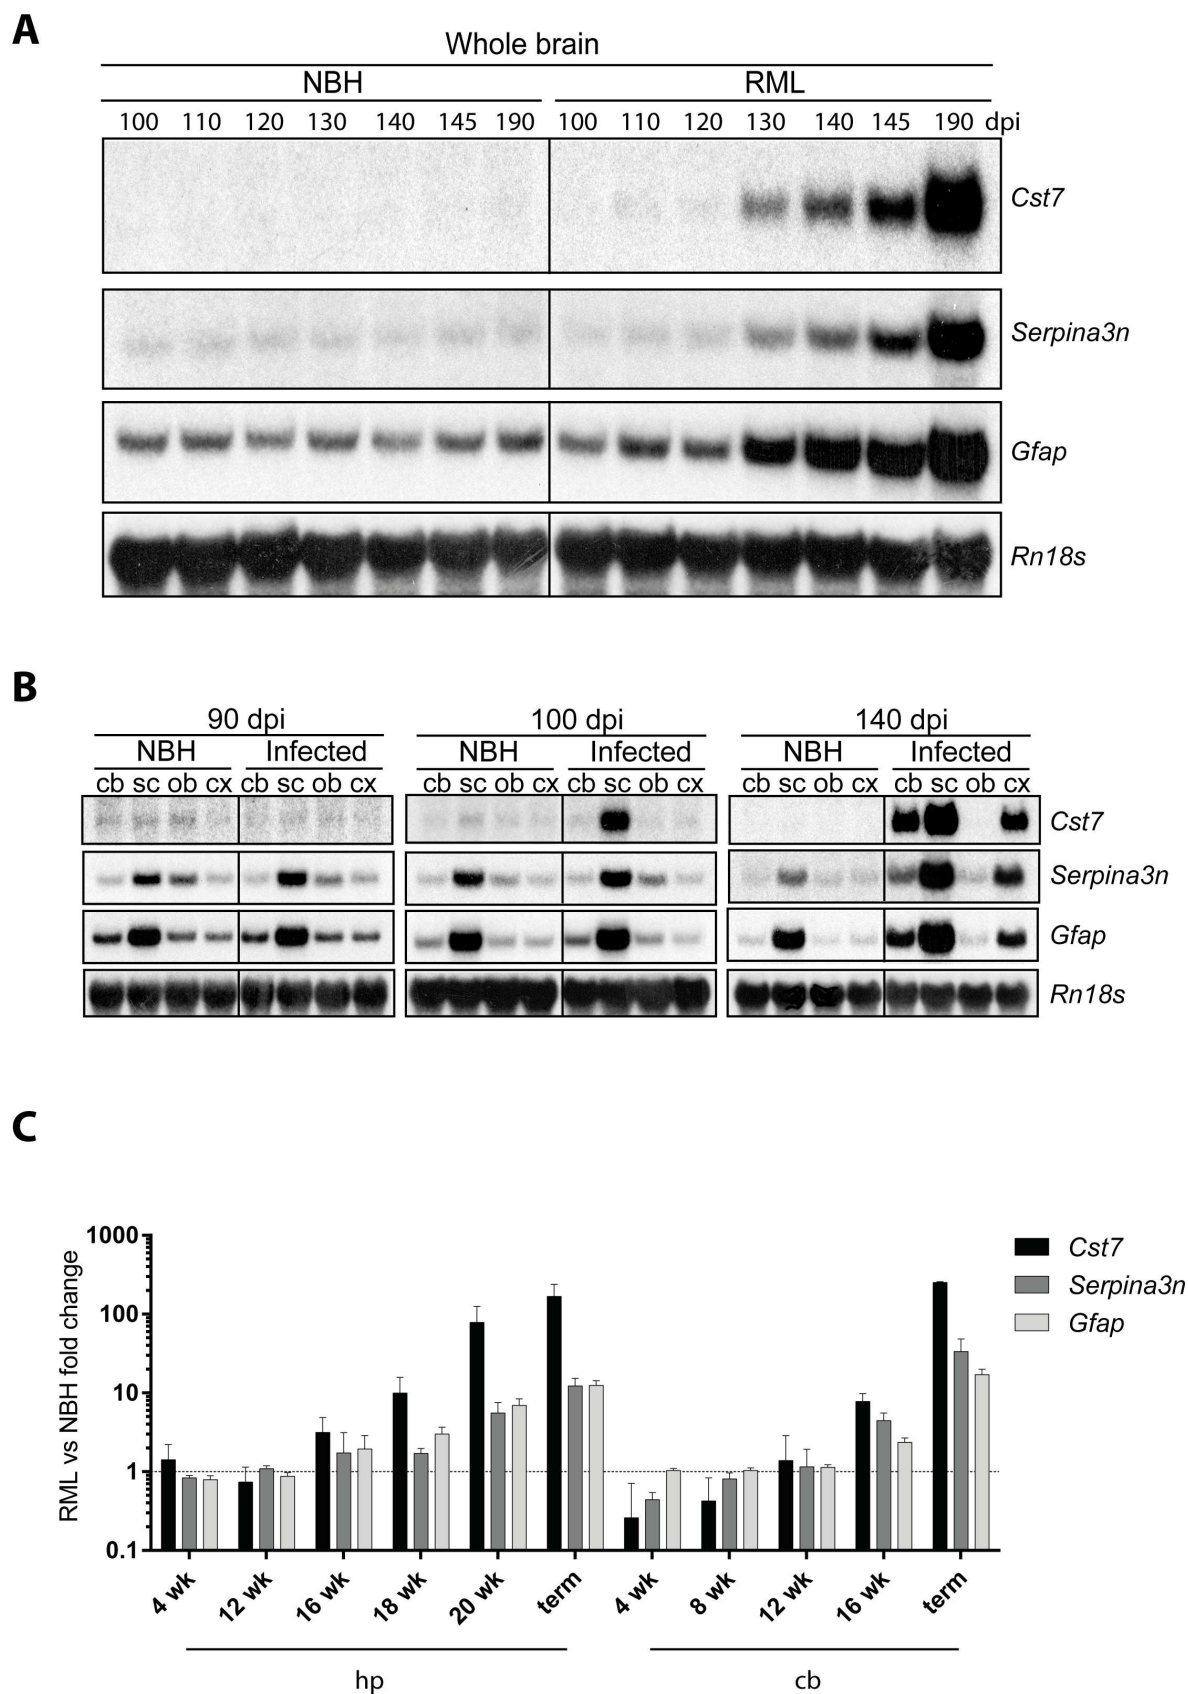 A
Whole brain
NBH RML
100 110 120 130 140 145 190 100 110 120 130 140 145 190 dpi
Cst7
Serpina3n
Gfap
Rn18s
B
90 dpi 100 dpi 140 dpi
NBH Infected NBH Infected NBH Infected
cb sc ob cx cb sc ob cx cb sc ob cx cb sc ob cx cb sc ob cx cb sc ob cx
Cst7
Serpina3n
Gfap
Rn18s
C
RML vs NBH fold change
1000
100
10
1
0.1
Cst7
Serpina3n
Gfap
4 wk 12 wk 16 wk 18 wk 20 wk term 4 wk 8 wk 12 wk 16 wk term
hp cb